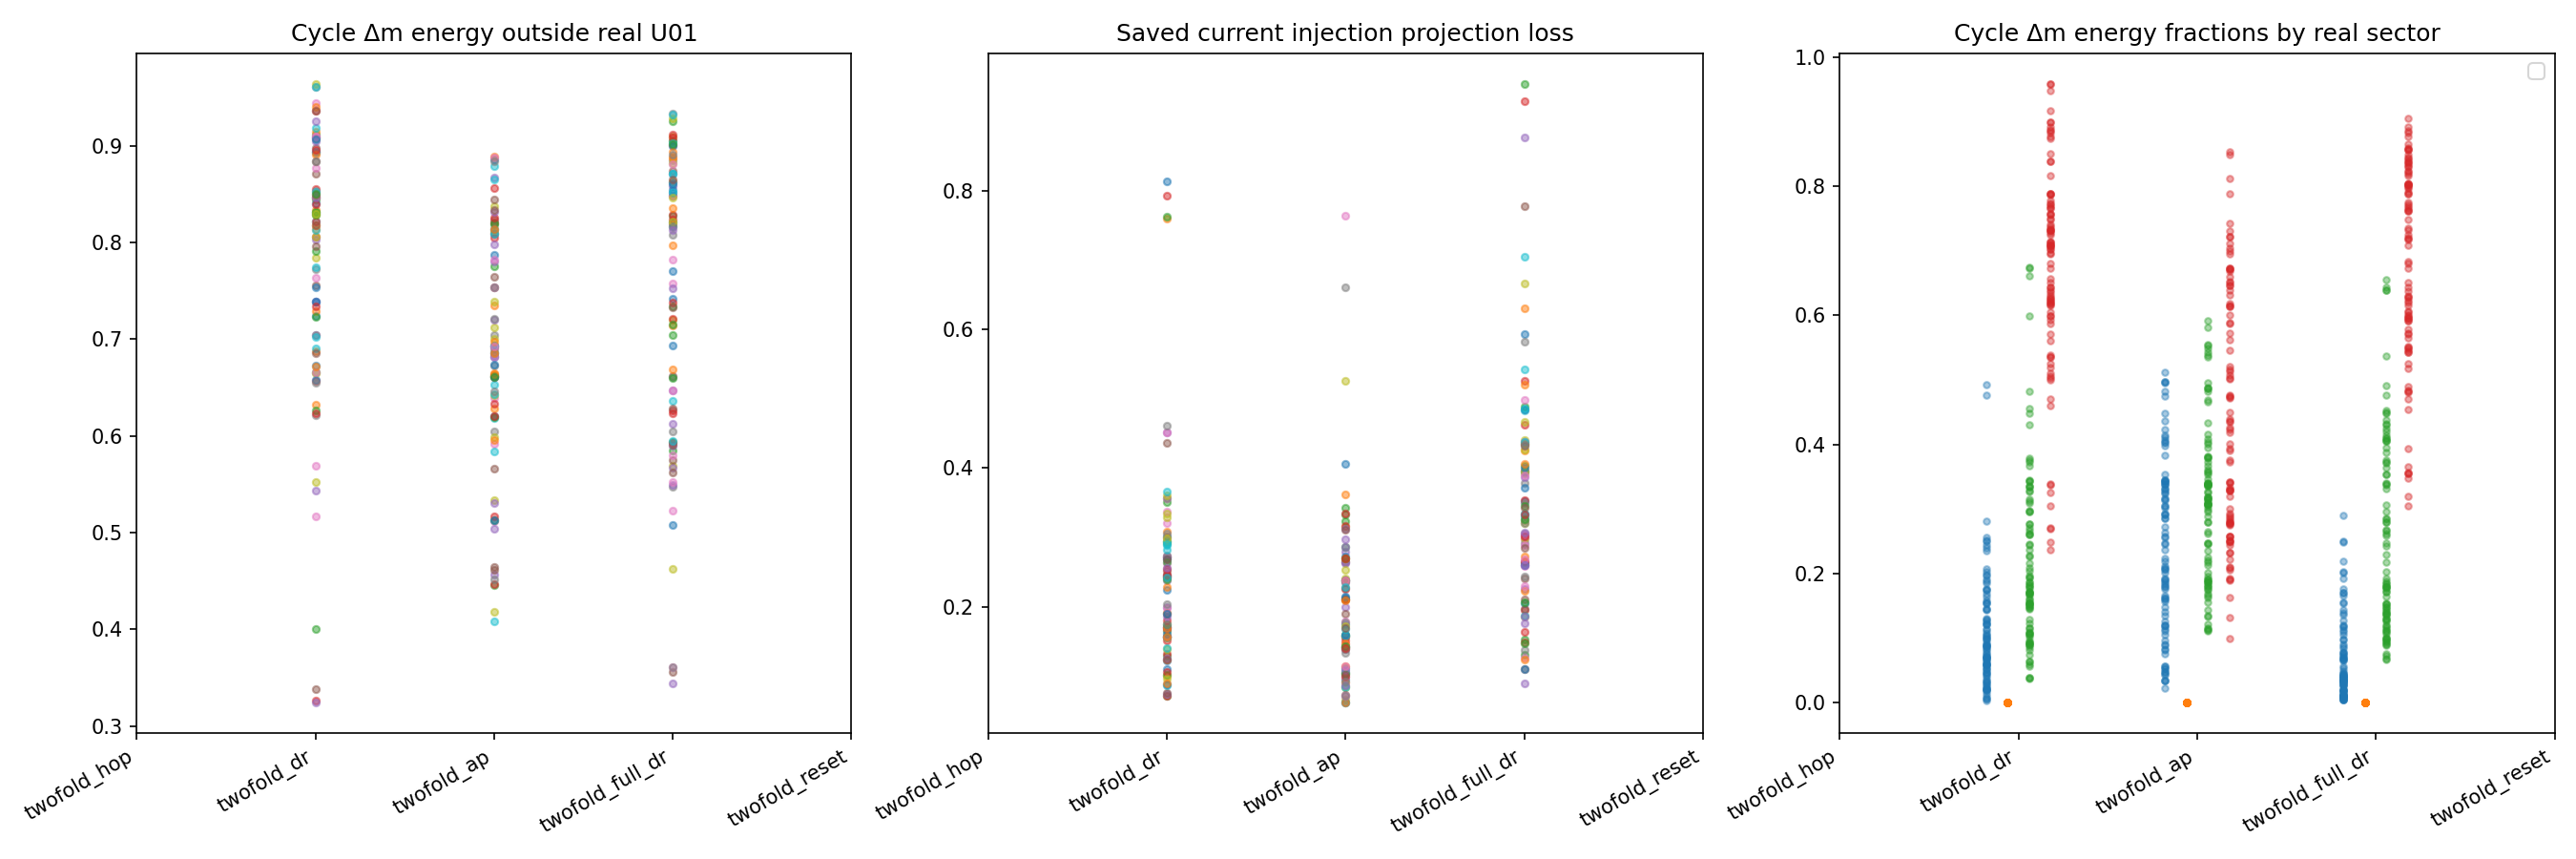 Cycle Δm energy outside real U01
0.9
0.8
0.7
0.6
0.5
0.4
0.3
twofold_hop
twofold_dr
twofold_ap
twofold_full_dr
twofold_reset
Saved current injection projection loss
0.8
0.6
0.4
0.2
twofold_hop
twofold_dr
twofold_ap
twofold_full_dr
twofold_reset
Cycle Δm energy fractions by real sector
1.0
0.8
0.6
0.4
0.2
0.0
twofold_hop
twofold_dr
twofold_ap
twofold_full_dr
twofold_reset